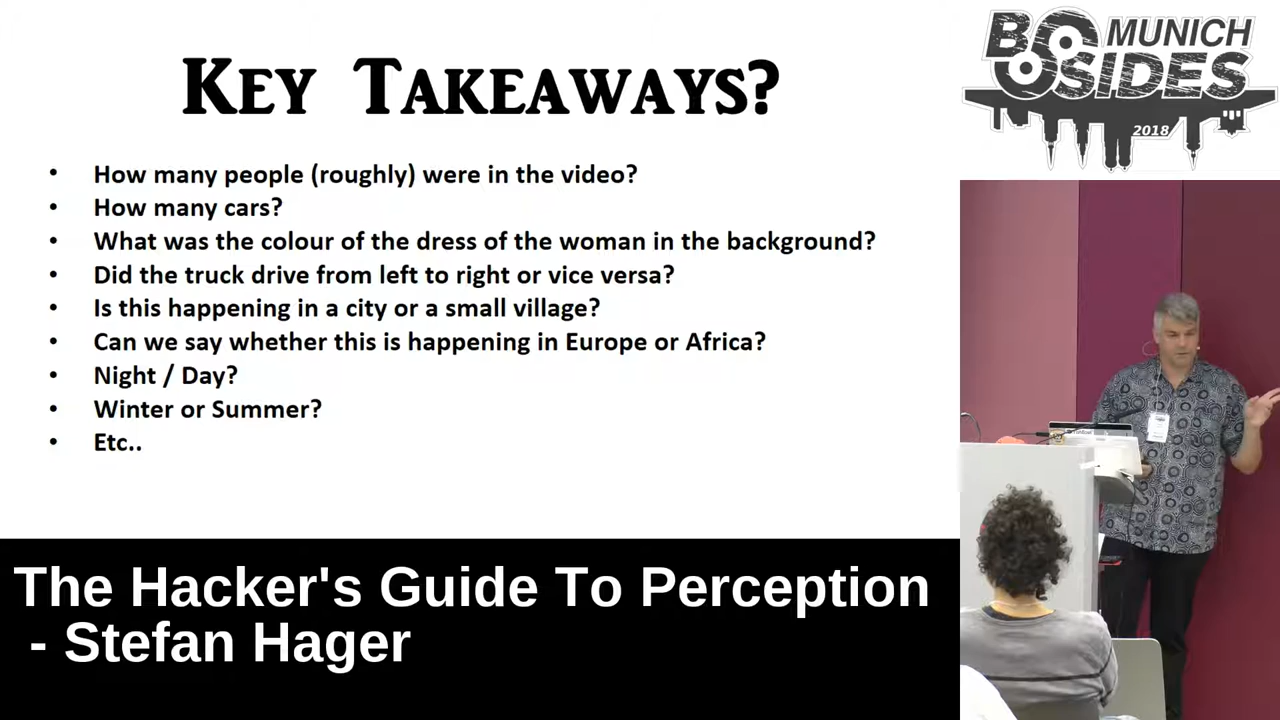 KEY TAKEAWAYS?
• How many people (roughly) were in the video?
• How many cars?
• What was the colour of the dress of the woman in the background?
• Did the truck drive from left to right or vice versa?
• Is this happening in a city or a small village?
• Can we say whether this is happening in Europe or Africa?
• Night / Day?
• Winter or Summer?
• Etc..
The Hacker's Guide To Perception
- Stefan Hager
BSIDES MUNICH
2018